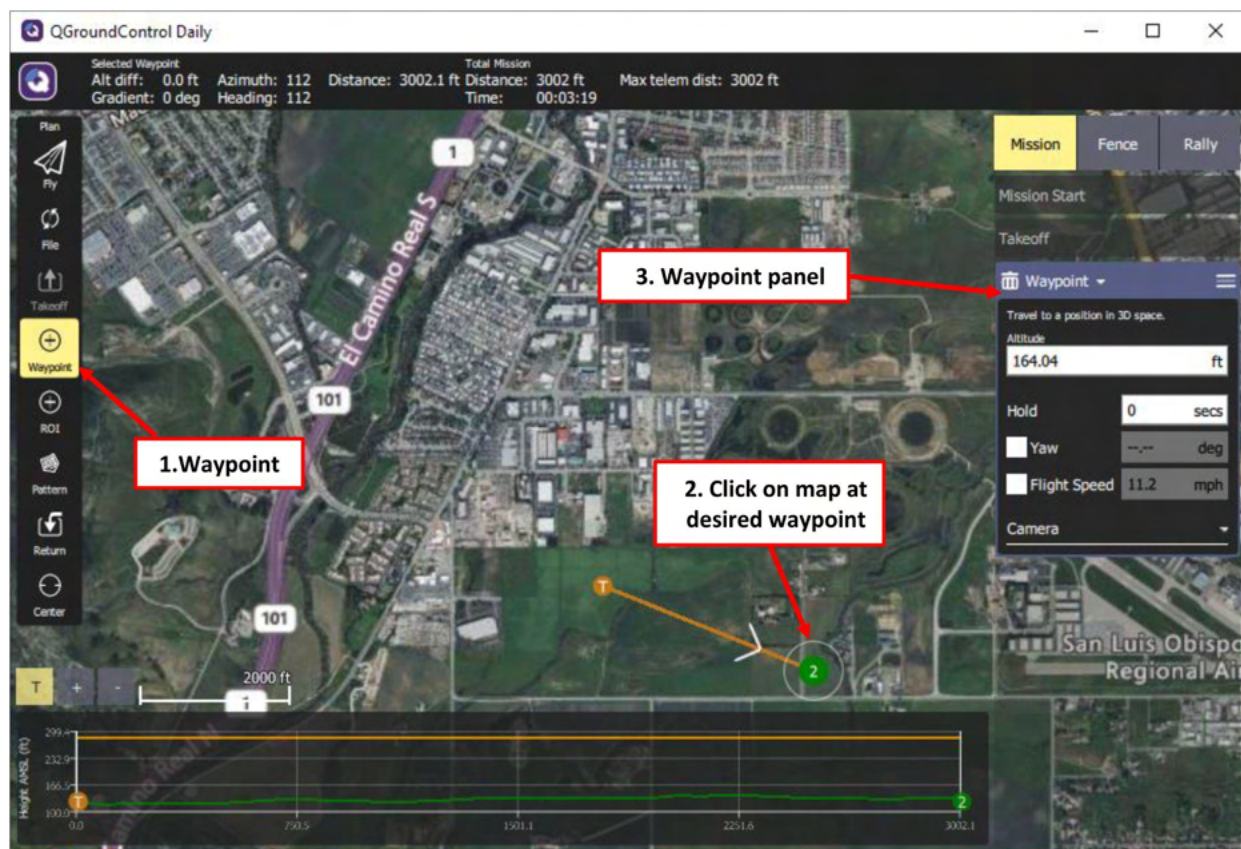 QGroundControl Daily
Selected Waypoint
Alt diff: 0.0 ft Azimuth: 112 Distance: 3002.1 ft
Gradient: 0 deg Heading: 112
Total Mission
Distance: 3002 ft Max telem dist: 3002 ft
Time: 00:03:19
Plan
Fly
File
Takeoff
Waypoint
ROI
Pattern
Return
Center
1
El Camino Real S
101
101
1
1.Waypoint
2. Click on map at
desired waypoint
3. Waypoint panel
T
2
Mission Fence Rally
Mission Start
Takeoff
Waypoint
Travel to a position in 3D space.
Altitude
164.04 ft
Hold 0 secs
Yaw --.-- deg
Flight Speed 11.2 mph
Camera
San Luis Obispo
Regional Air
T + -
2000 ft
Height AMSL (ft)
299.4
232.9
166.5
100.0
T
2
0.0 750.5 1501.1 2251.6 3002.1
Camino Real N